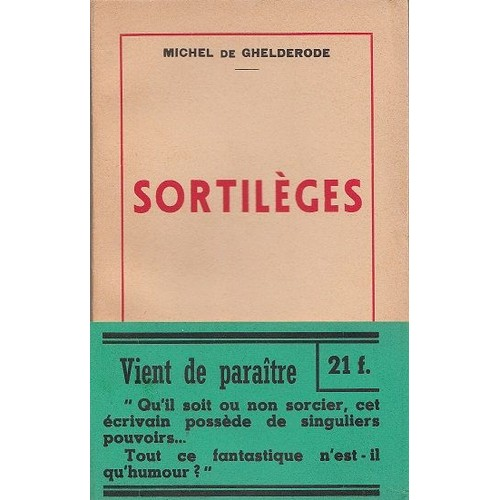 MICHEL DE GHELDERODE
SORTILÈGES
Vient de paraître
21 f.
" Qu'il soit ou non sorcier, cet
écrivain possède de singuliers
pouvoirs...
Tout ce fantastique n'est-il
qu'humour ? "